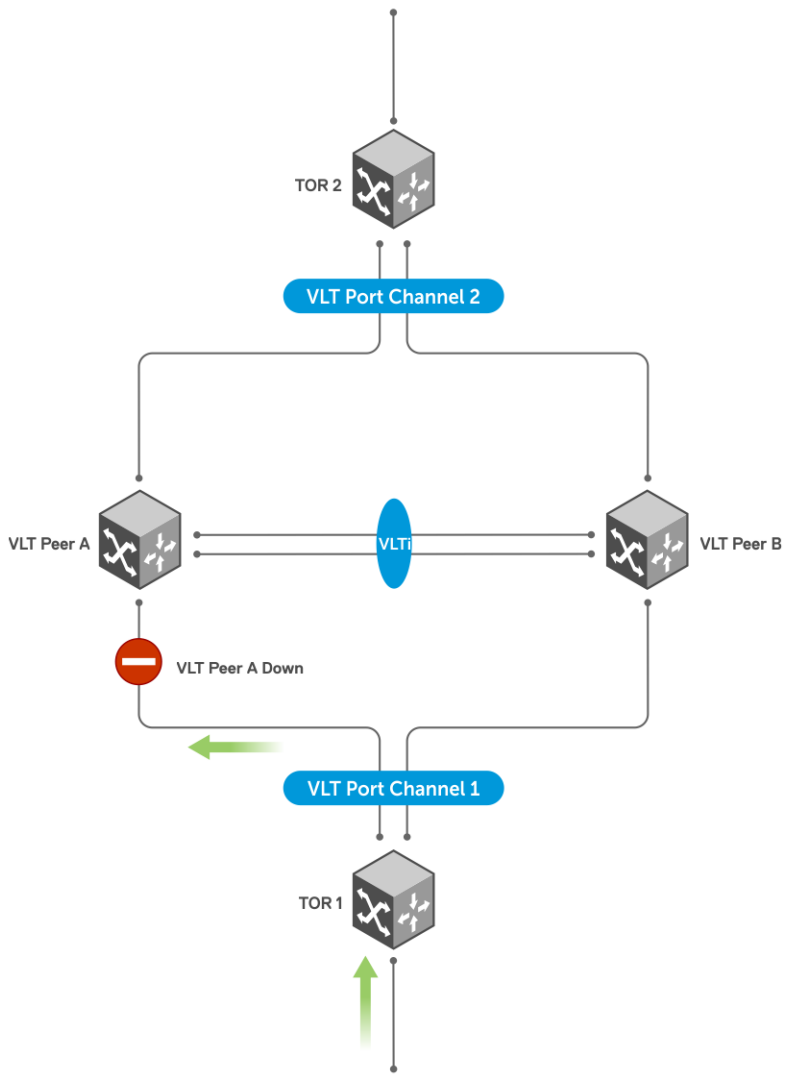 TOR 2
VLT Port Channel 2
VLT Peer A
VLTi
VLT Peer B
VLT Peer A Down
VLT Port Channel 1
TOR 1